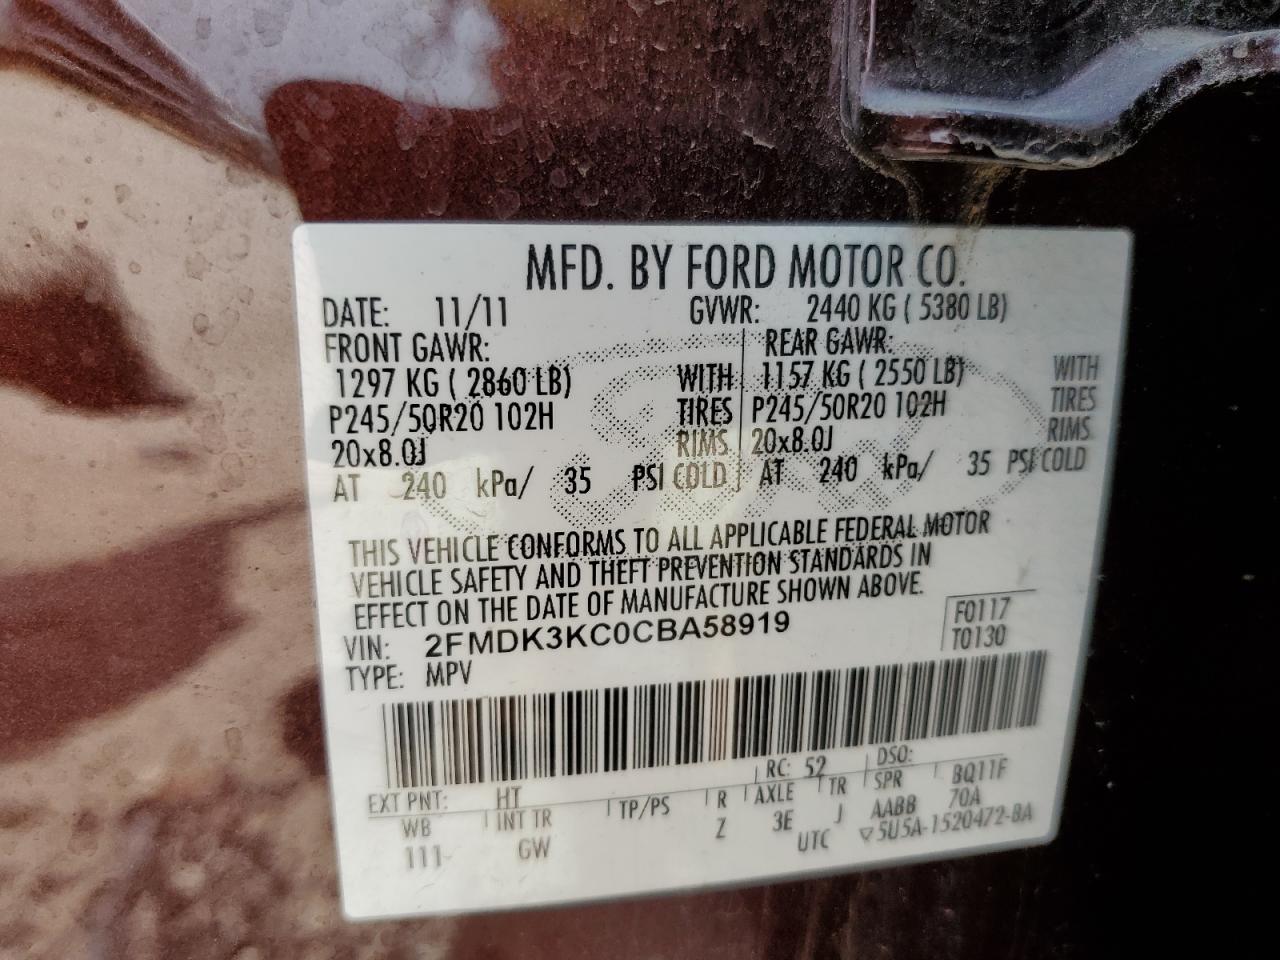 MFD. BY FORD MOTOR CO.
DATE: 11/11 GVWR: 2440 KG ( 5380 LB)
FRONT GAWR: REAR GAWR:
1297 KG ( 2860 LB) WITH 1157 KG ( 2550 LB) WITH
P245/50R20 102H TIRES P245/50R20 102H TIRES
20x8.0J RIMS 20x8.0J RIMS
AT 240 kPa/ 35 PSI COLD AT 240 kPa/ 35 PSI COLD
THIS VEHICLE CONFORMS TO ALL APPLICABLE FEDERAL MOTOR
VEHICLE SAFETY AND THEFT PREVENTION STANDARDS IN
EFFECT ON THE DATE OF MANUFACTURE SHOWN ABOVE.
VIN: 2FMDK3KC0CBA58919 F0117
TYPE: MPV T0130
EXT PNT: HT RC: 52 DSO:
WB INT TR TP/PS R AXLE TR SPR BQ11F
111 GW Z 3E J AABB 70A
UTC ▽5U5A-1520472-BA